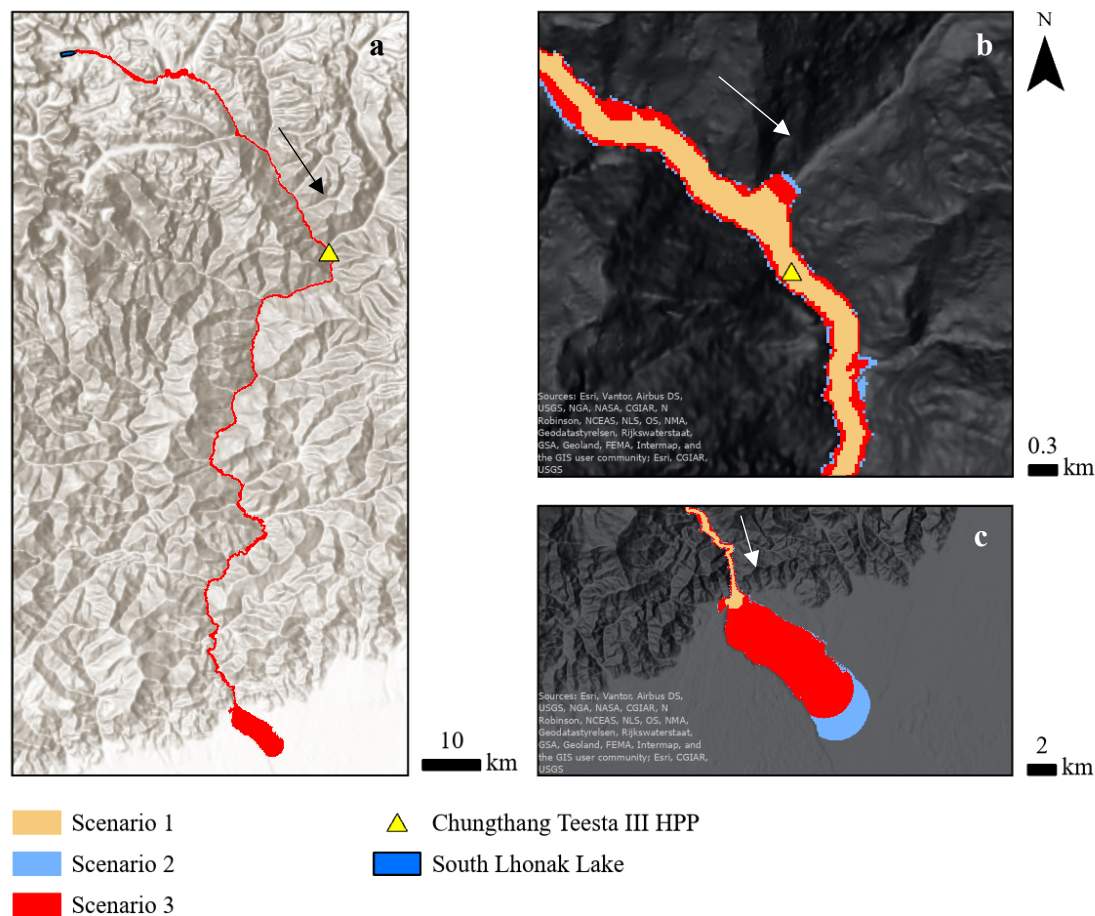 a
b
N
Sources: Esri, Vantor, Airbus DS,
USGS, NGA, NASA, CGIAR, N
Robinson, NCEAS, NLS, OS, NMA,
Geodatastyrelsen, Rijkswaterstaat,
GSA, Geoland, FEMA, Intermap, and
the GIS user community; Esri, CGIAR,
USGS
0.3
km
c
Sources: Esri, Vantor, Airbus DS,
USGS, NGA, NASA, CGIAR, N
Robinson, NCEAS, NLS, OS, NMA,
Geodatastyrelsen, Rijkswaterstaat,
GSA, Geoland, FEMA, Intermap, and
the GIS user community; Esri, CGIAR,
USGS
10
km
2
km
Scenario 1
Scenario 2
Scenario 3
Chungthang Teesta III HPP
South Lhonak Lake